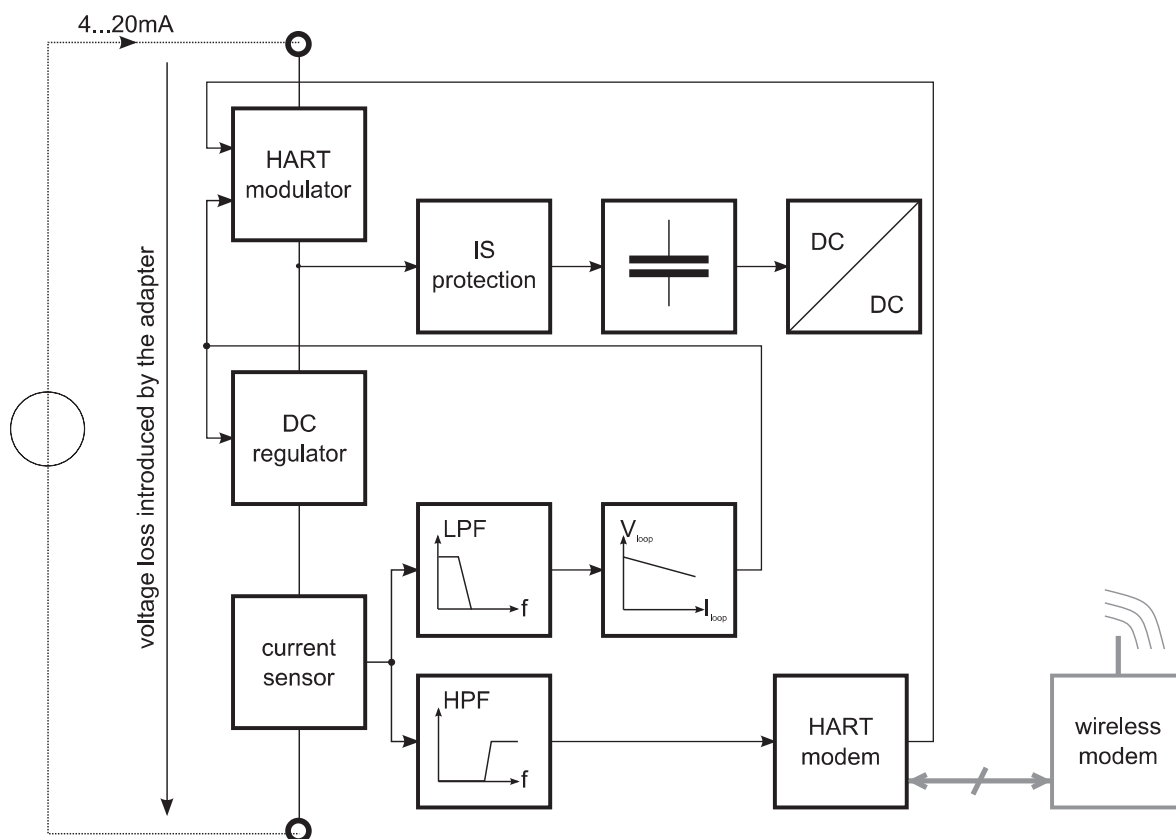 4...20mA
HART
modulator
IS
protection
DC
DC
voltage loss introduced by the adapter
DC
regulator
LPF
f
V loop
I loop
current
sensor
HPF
f
HART
modem
wireless
modem